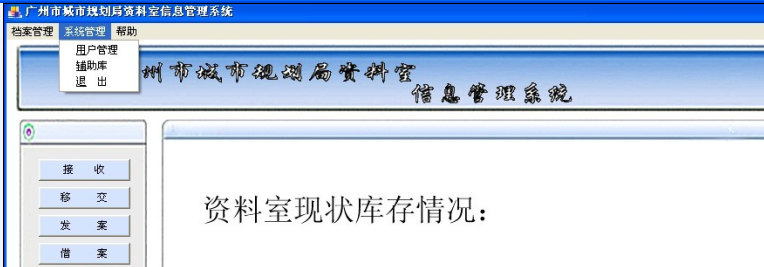 广州市城市规划局资料室信息管理系统
档案管理 系统管理 帮助
用户管理
辅助库
退 出
州市城市规划局资料室
信息管理系统
接 收
移 交
发 案
借 案
资料室现状库存情况：